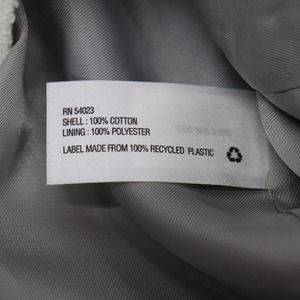 RN 54023
SHELL : 100% COTTON
LINING : 100% POLYESTER
LABEL MADE FROM 100% RECYCLED PLASTIC